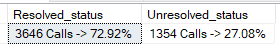 Resolved_status Unresolved_status
3646 Calls -> 72.92% 1354 Calls -> 27.08%